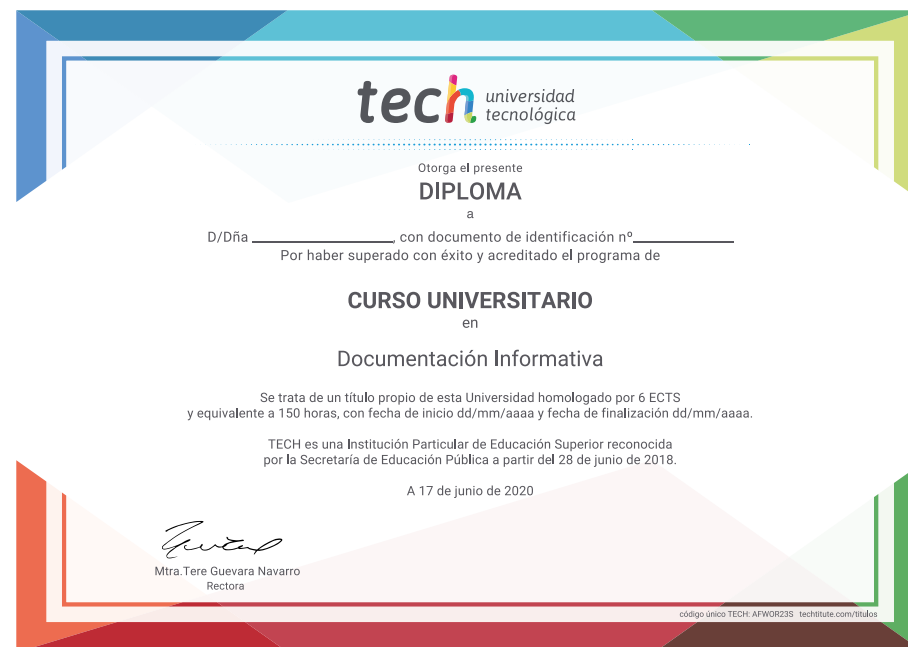 tech universidad
tecnológica
Otorga el presente
DIPLOMA
a
D/Dña ____________________, con documento de identificación nº______________
Por haber superado con éxito y acreditado el programa de
CURSO UNIVERSITARIO
en
Documentación Informativa
Se trata de un título propio de esta Universidad homologado por 6 ECTS
y equivalente a 150 horas, con fecha de inicio dd/mm/aaaa y fecha de finalización dd/mm/aaaa.
TECH es una Institución Particular de Educación Superior reconocida
por la Secretaría de Educación Pública a partir del 28 de junio de 2018.
A 17 de junio de 2020
Mtra.Tere Guevara Navarro
Rectora
código único TECH: AFWOR23S techtitute.com/titulos